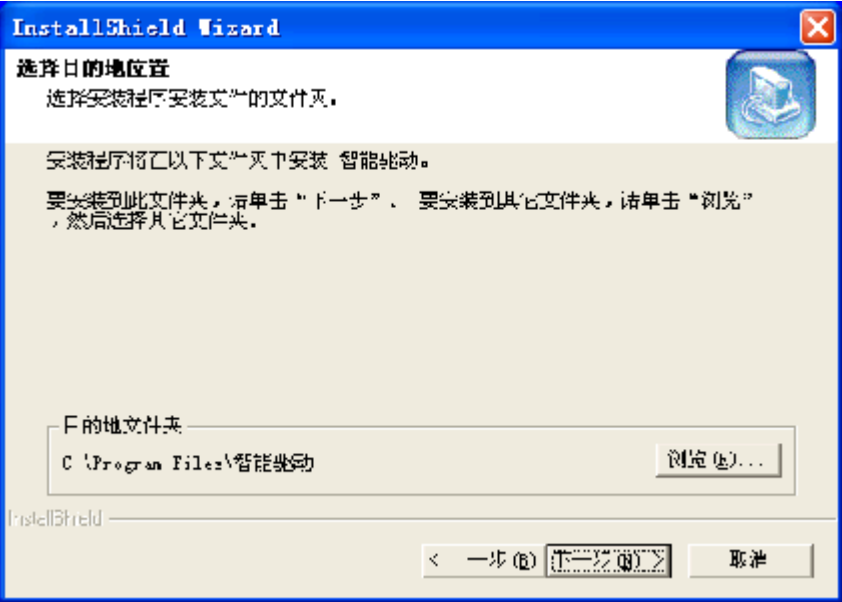 InstallShield Wizard
选择目的地位置
选择安装程序安装文件的文件夹。
安装程序将在以下文件夹中安装 智能驱动。
要安装到此文件夹,请单击“下一步”。 要安装到其它文件夹,请单击“浏览”
,然后选择其它文件夹。
目的地文件夹
C:\Program Files\智能驱动
浏览(R)...
InstallShield
< 上一步(B)
下一步(N) >
取消